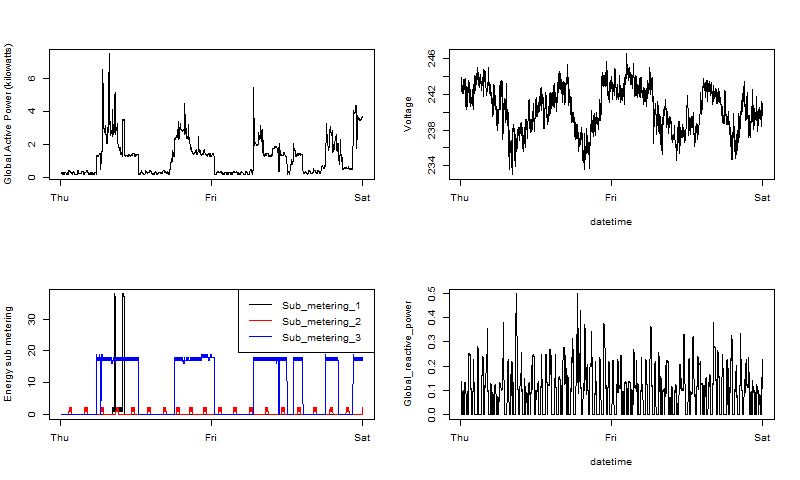 Global Active Power (kilowatts)
6
4
2
0
Thu
Fri
Sat
Voltage
246
242
238
234
Thu
Fri
Sat
datetime
Energy sub metering
30
20
10
0
Sub_metering_1
Sub_metering_2
Sub_metering_3
Thu
Fri
Sat
Global_reactive_power
0.5
0.4
0.3
0.2
0.1
0.0
Thu
Fri
Sat
datetime